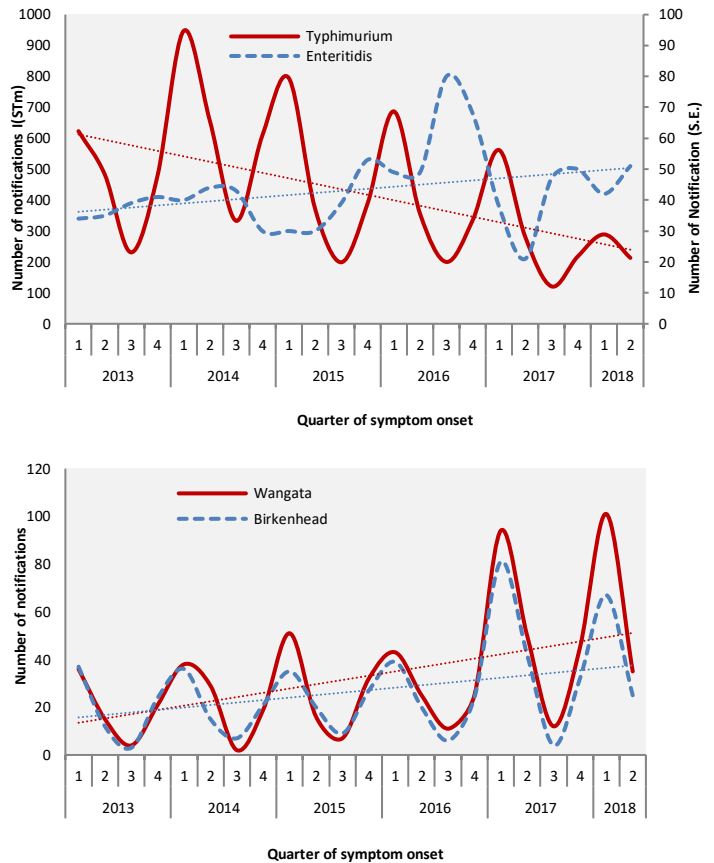 1000
900
800
700
600
500
400
300
200
100
0
Number of notifications I(STm)
Typhimurium
Enteritidis
100
90
80
70
60
50
40
30
20
10
0
Number of Notification (S.E.)
1 2 3 4 1 2 3 4 1 2 3 4 1 2 3 4 1 2 3 4 1 2
2013 2014 2015 2016 2017 2018
Quarter of symptom onset
120
100
80
60
40
20
0
Number of notifications
Wangata
Birkenhead
1 2 3 4 1 2 3 4 1 2 3 4 1 2 3 4 1 2 3 4 1 2
2013 2014 2015 2016 2017 2018
Quarter of symptom onset